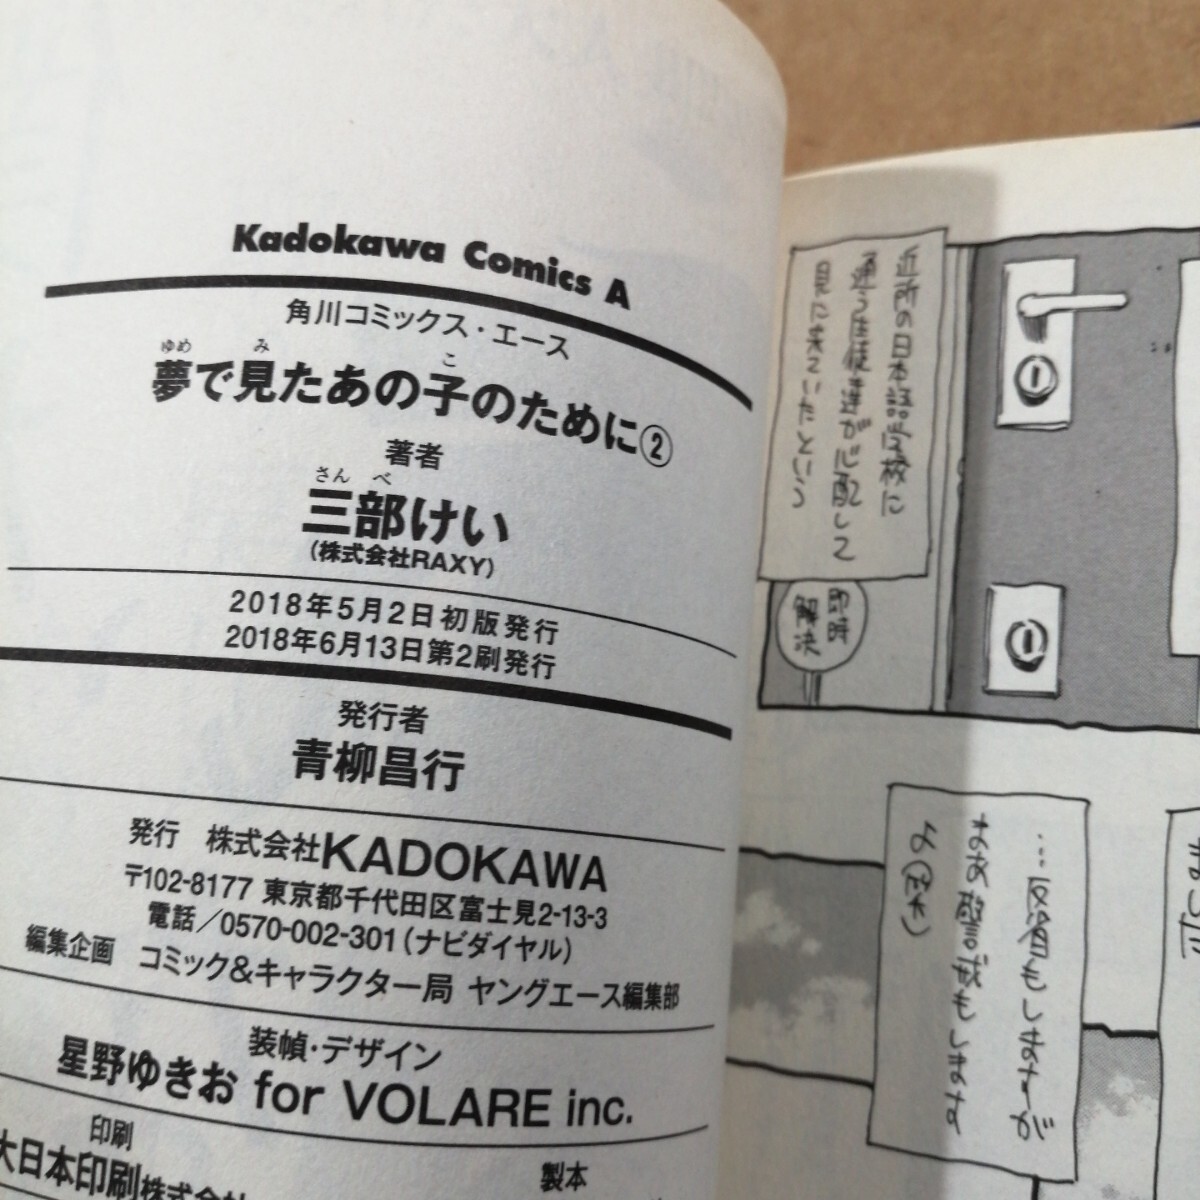 Kadokawa Comics A
角川コミックス・エース
夢で見たあの子のために②
ゆめ み こ
著者
三部けい
さんべ
(株式会社RAXY)
2018年5月2日初版発行
2018年6月13日第2刷発行
発行者
青柳昌行
発行 株式会社KADOKAWA
〒102-8177 東京都千代田区富士見2-13-3
電話/0570-002-301(ナビダイヤル)
編集企画 コミック&キャラクター局 ヤングエース編集部
装幀・デザイン
星野ゆきお for VOLARE inc.
印刷
大日本印刷株式会社
製本
近所の日本語学校に
通う生徒達が心配して
見に来ていたという
即時
解決
…反省もしますが
なお警戒もします